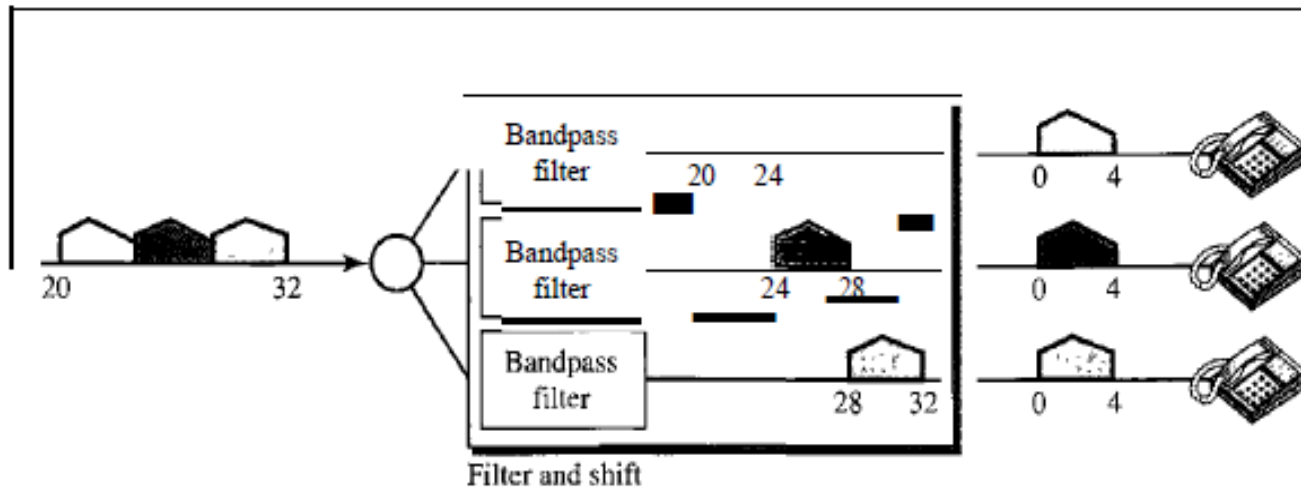 Bandpass
filter
20 24
0 4
20 32
Bandpass
filter
24 28
0 4
Bandpass
filter
28 32
0 4
Filter and shift